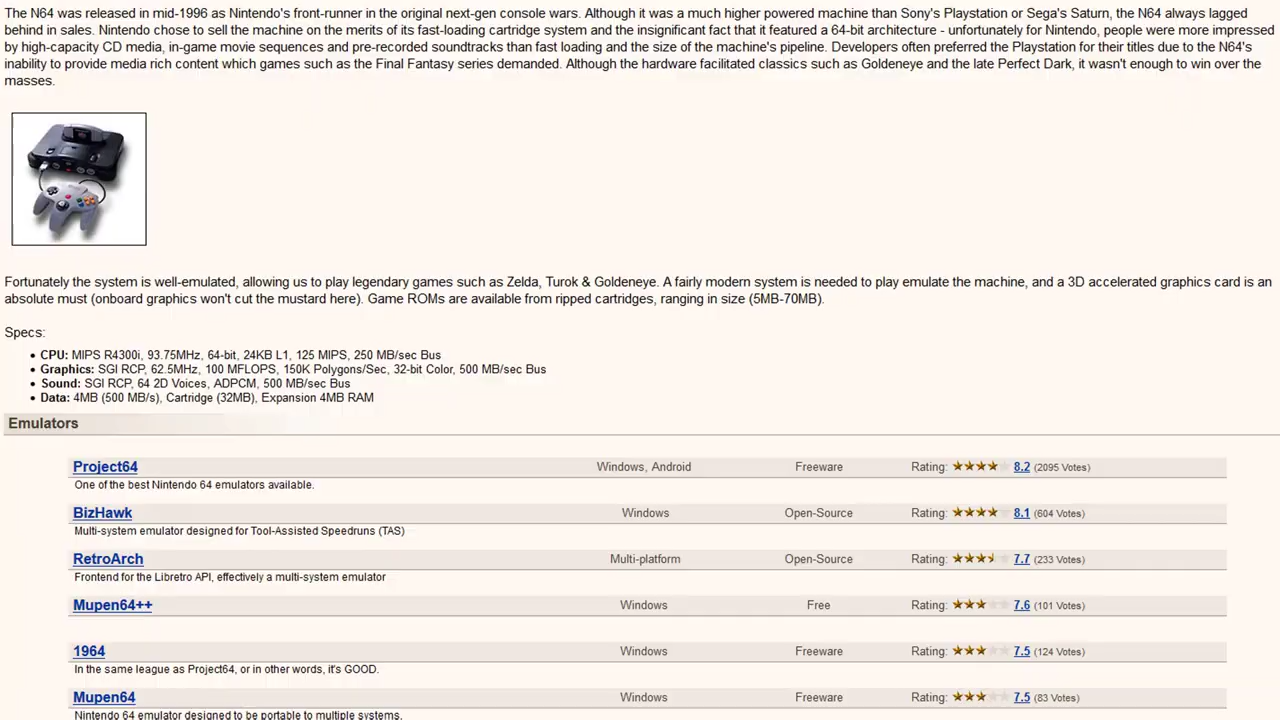 The N64 was released in mid-1996 as Nintendo's front-runner in the original next-gen console wars. Although it was a much higher powered machine than Sony's Playstation or Sega's Saturn, the N64 always lagged
behind in sales. Nintendo chose to sell the machine on the merits of its fast-loading cartridge system and the insignificant fact that it featured a 64-bit architecture - unfortunately for Nintendo, people were more impressed
by high-capacity CD media, in-game movie sequences and pre-recorded soundtracks than fast loading and the size of the machine's pipeline. Developers often preferred the Playstation for their titles due to the N64's
inability to provide media rich content which games such as the Final Fantasy series demanded. Although the hardware facilitated classics such as Goldeneye and the late Perfect Dark, it wasn't enough to win over the
masses.
Fortunately the system is well-emulated, allowing us to play legendary games such as Zelda, Turok & Goldeneye. A fairly modern system is needed to play emulate the machine, and a 3D accelerated graphics card is an
absolute must (onboard graphics won't cut the mustard here). Game ROMs are available from ripped cartridges, ranging in size (5MB-70MB).
Specs:
• CPU: MIPS R4300i, 93.75MHz, 64-bit, 24KB L1, 125 MIPS, 250 MB/sec Bus
• Graphics: SGI RCP, 62.5MHz, 100 MFLOPS, 150K Polygons/Sec, 32-bit Color, 500 MB/sec Bus
• Sound: SGI RCP, 64 2D Voices, ADPCM, 500 MB/sec Bus
• Data: 4MB (500 MB/s), Cartridge (32MB), Expansion 4MB RAM
Emulators
Project64 Windows, Android Freeware Rating: 8.2 (2095 Votes)
One of the best Nintendo 64 emulators available.
BizHawk Windows Open-Source Rating: 8.1 (604 Votes)
Multi-system emulator designed for Tool-Assisted Speedruns (TAS)
RetroArch Multi-platform Open-Source Rating: 7.7 (233 Votes)
Frontend for the Libretro API, effectively a multi-system emulator
Mupen64++ Windows Free Rating: 7.6 (101 Votes)
1964 Windows Freeware Rating: 7.5 (124 Votes)
In the same league as Project64, or in other words, it's GOOD.
Mupen64 Windows Freeware Rating: 7.5 (83 Votes)
Nintendo 64 emulator designed to be portable to multiple systems.